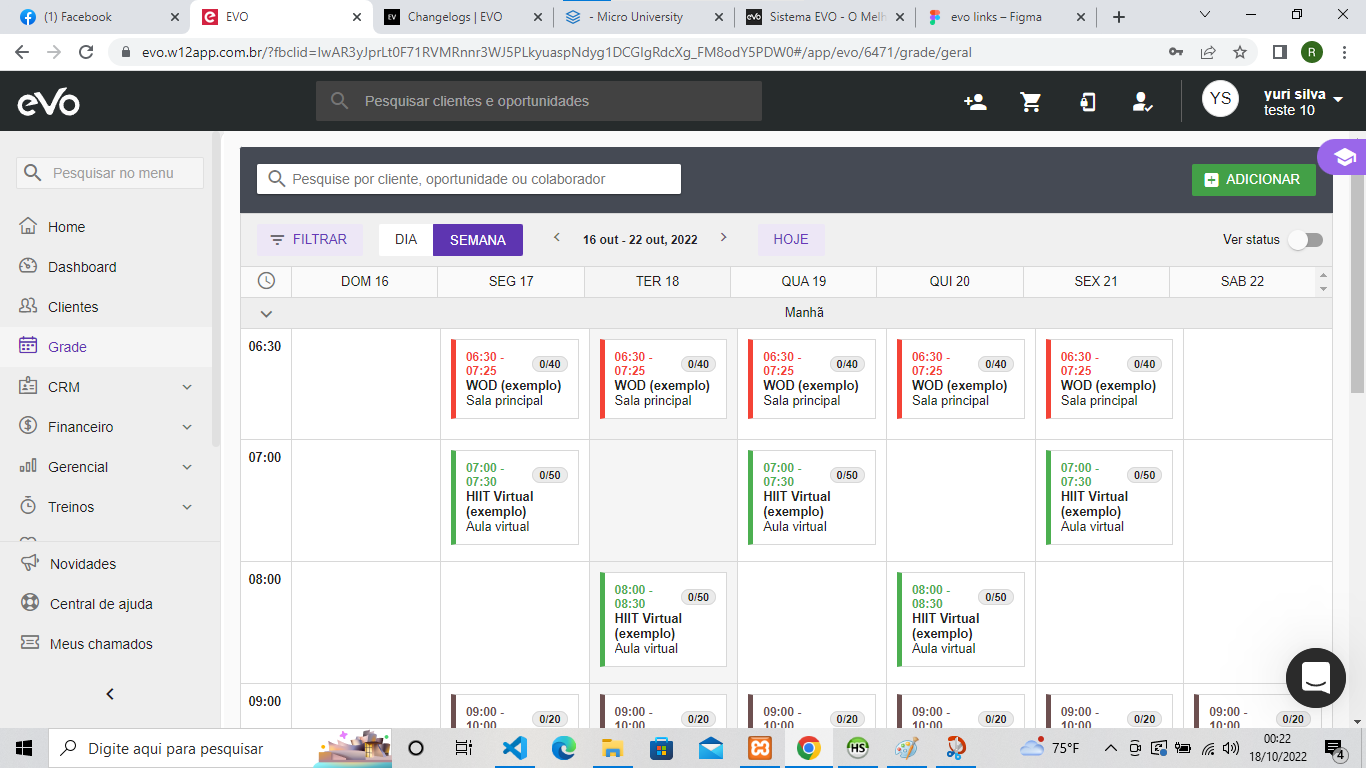 (1) Facebook
EVO
Changelogs | EVO
- Micro University
Sistema EVO - O Melh
evo links – Figma
evo.w12app.com.br/?fbclid=IwAR3yJprLt0F71RVMRnnr3WJ5PLkyuaspNdyg1DCGIgRdcXg_FM8odY5PDW0#/app/evo/6471/grade/geral
R
evo
Pesquisar clientes e oportunidades
YS
yuri silva
teste 10
Pesquisar no menu
Home
Dashboard
Clientes
Grade
CRM
Financeiro
Gerencial
Treinos
Novidades
Central de ajuda
Meus chamados
Pesquise por cliente, oportunidade ou colaborador
ADICIONAR
FILTRAR
DIA
SEMANA
16 out - 22 out, 2022
HOJE
Ver status
DOM 16
SEG 17
TER 18
QUA 19
QUI 20
SEX 21
SAB 22
Manhã
06:30
06:30 -
07:25
0/40
WOD (exemplo)
Sala principal
06:30 -
07:25
0/40
WOD (exemplo)
Sala principal
06:30 -
07:25
0/40
WOD (exemplo)
Sala principal
06:30 -
07:25
0/40
WOD (exemplo)
Sala principal
06:30 -
07:25
0/40
WOD (exemplo)
Sala principal
07:00
07:00 -
07:30
0/50
HIIT Virtual
(exemplo)
Aula virtual
07:00 -
07:30
0/50
HIIT Virtual
(exemplo)
Aula virtual
07:00 -
07:30
0/50
HIIT Virtual
(exemplo)
Aula virtual
08:00
08:00 -
08:30
0/50
HIIT Virtual
(exemplo)
Aula virtual
08:00 -
08:30
0/50
HIIT Virtual
(exemplo)
Aula virtual
09:00
09:00 -
10:00
0/20
09:00 -
10:00
0/20
09:00 -
10:00
0/20
09:00 -
10:00
0/20
09:00 -
10:00
0/20
09:00 -
10:00
0/20
Digite aqui para pesquisar
HS
75°F
00:22
18/10/2022
4